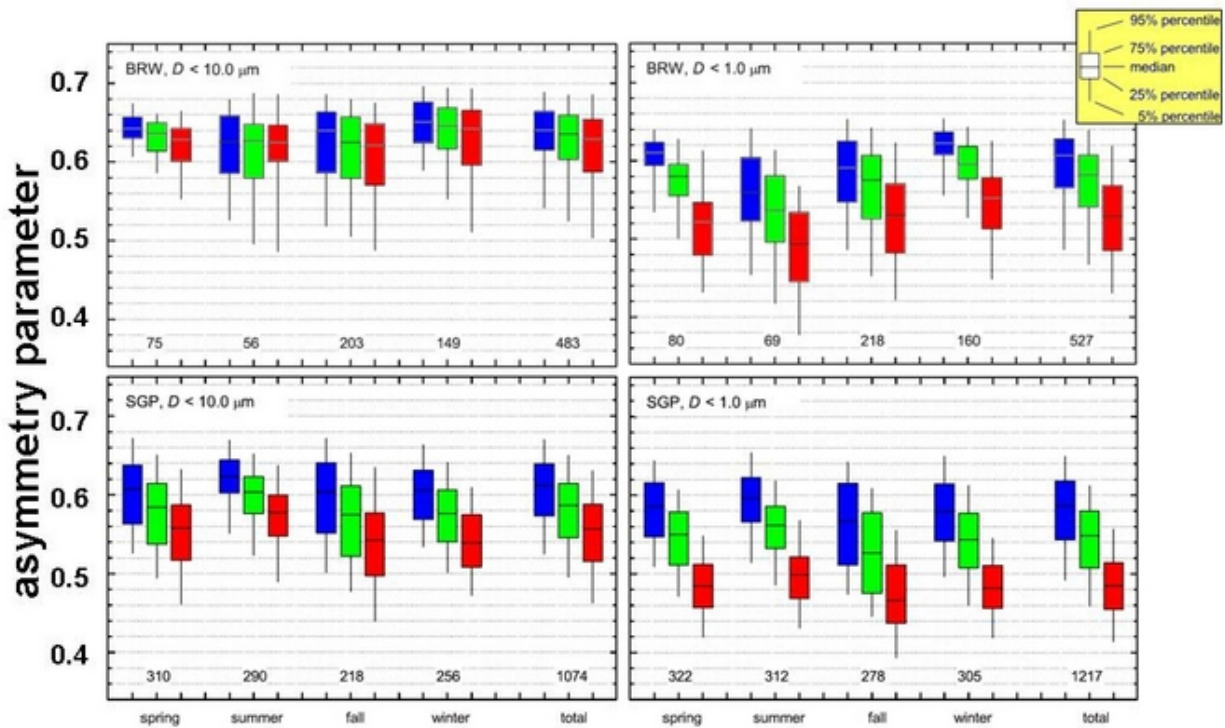 95% percentile
75% percentile
median
25% percentile
5% percentile
asymmetry parameter
0.7
0.6
0.5
0.4
BRW, D < 10.0 μm
75 56 203 149 483
BRW, D < 1.0 μm
80 69 218 160 527
0.7
0.6
0.5
0.4
SGP, D < 10.0 μm
310 290 218 256 1074
SGP, D < 1.0 μm
322 312 278 305 1217
spring summer fall winter total
spring summer fall winter total